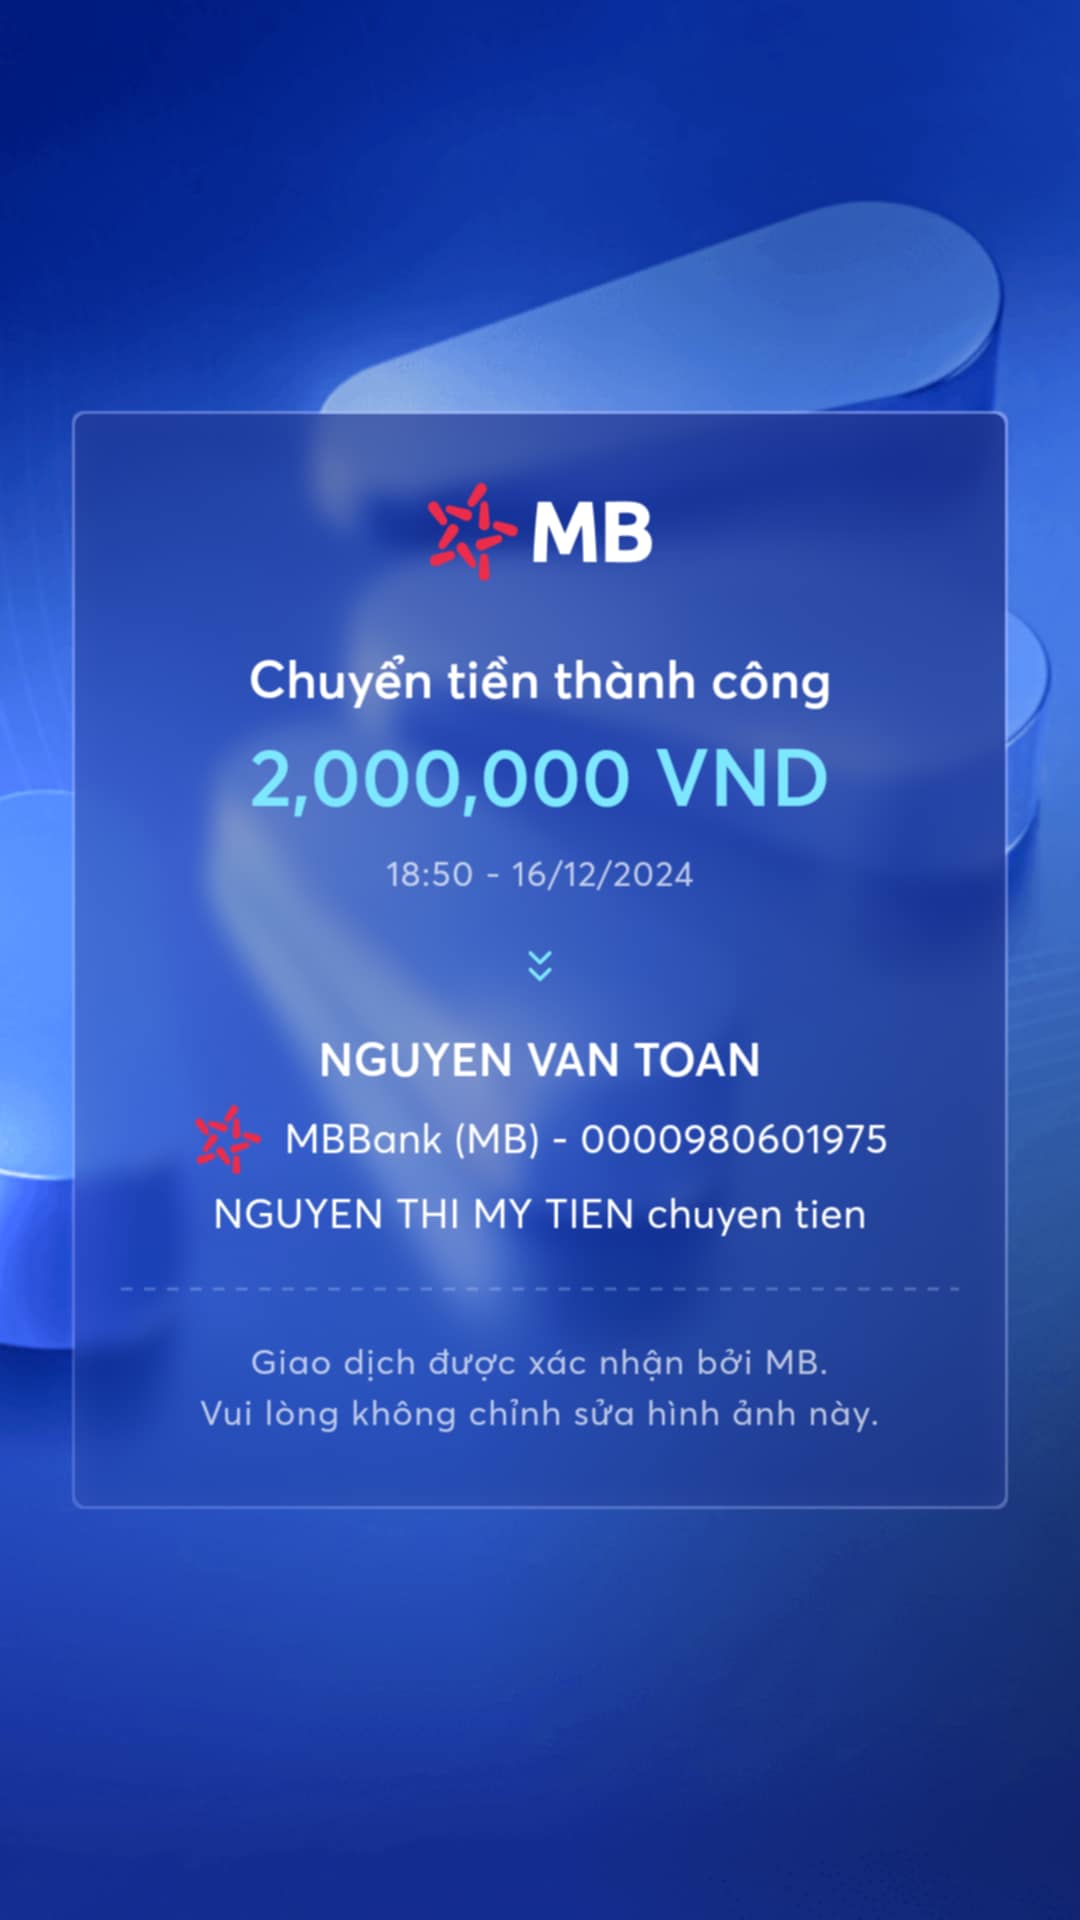 MB
Chuyển tiền thành công
2,000,000 VND
18:50 - 16/12/2024
NGUYEN VAN TOAN
MBBank (MB) - 0000980601975
NGUYEN THI MY TIEN chuyen tien
Giao dịch được xác nhận bởi MB.
Vui lòng không chỉnh sửa hình ảnh này.